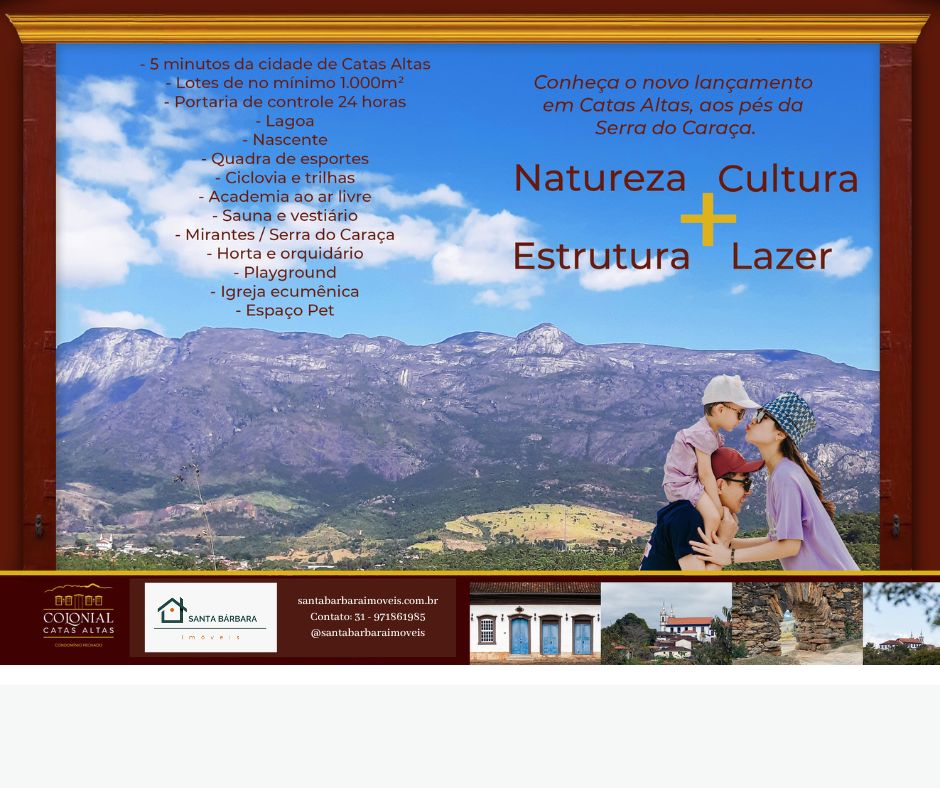 - 5 minutos da cidade de Catas Altas
- Lotes de no mínimo 1.000m²
- Portaria de controle 24 horas
- Lagoa
- Nascente
- Quadra de esportes
- Ciclovia e trilhas
- Academia ao ar livre
- Sauna e vestiário
- Mirantes / Serra do Caraça
- Horta e orquidário
- Playground
- Igreja ecumênica
- Espaço Pet
Conheça o novo lançamento
em Catas Altas, aos pés da
Serra do Caraça.
Natureza Cultura
+
Estrutura Lazer
COLONIAL
CATAS ALTAS
CONDOMÍNIO FECHADO
SANTA BÁRBARA
imóveis
santabarbaraimoveis.com.br
Contato: 31 - 971861985
@santabarbaraimoveis